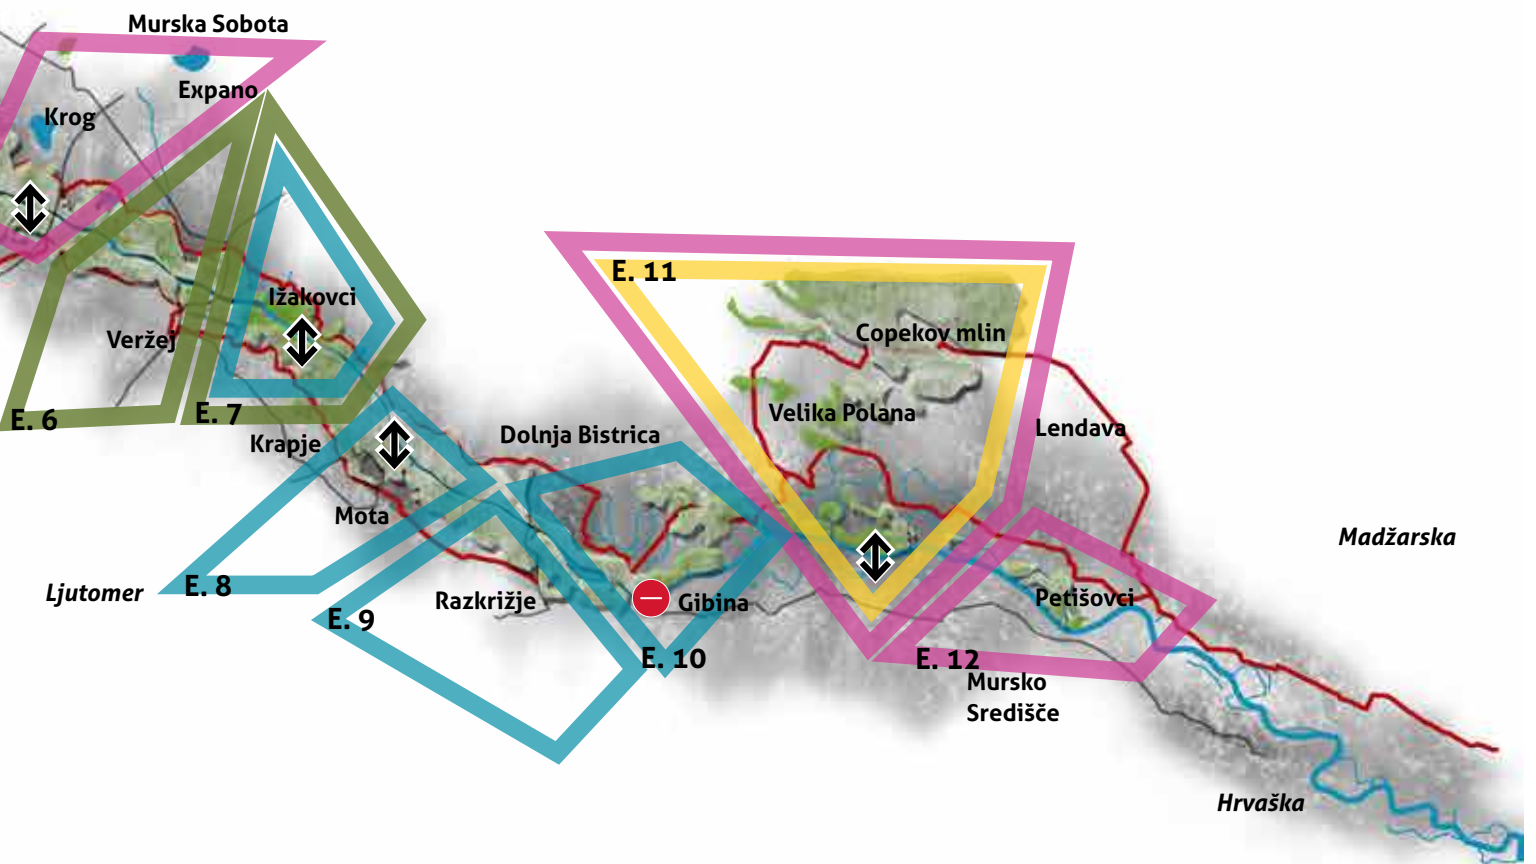 Murska Sobota
Expano
Krog
E. 11
Ižakovci
Copekov mlin
Veržej
E. 6
E. 7
Velika Polana
Lendava
Krapje
Dolnja Bistrica
Mota
Madžarska
E. 8
Ljutomer
Razkrižje
Gibina
Petišovci
E. 9
E. 10
E. 12
Mursko
Središče
Hrvaška